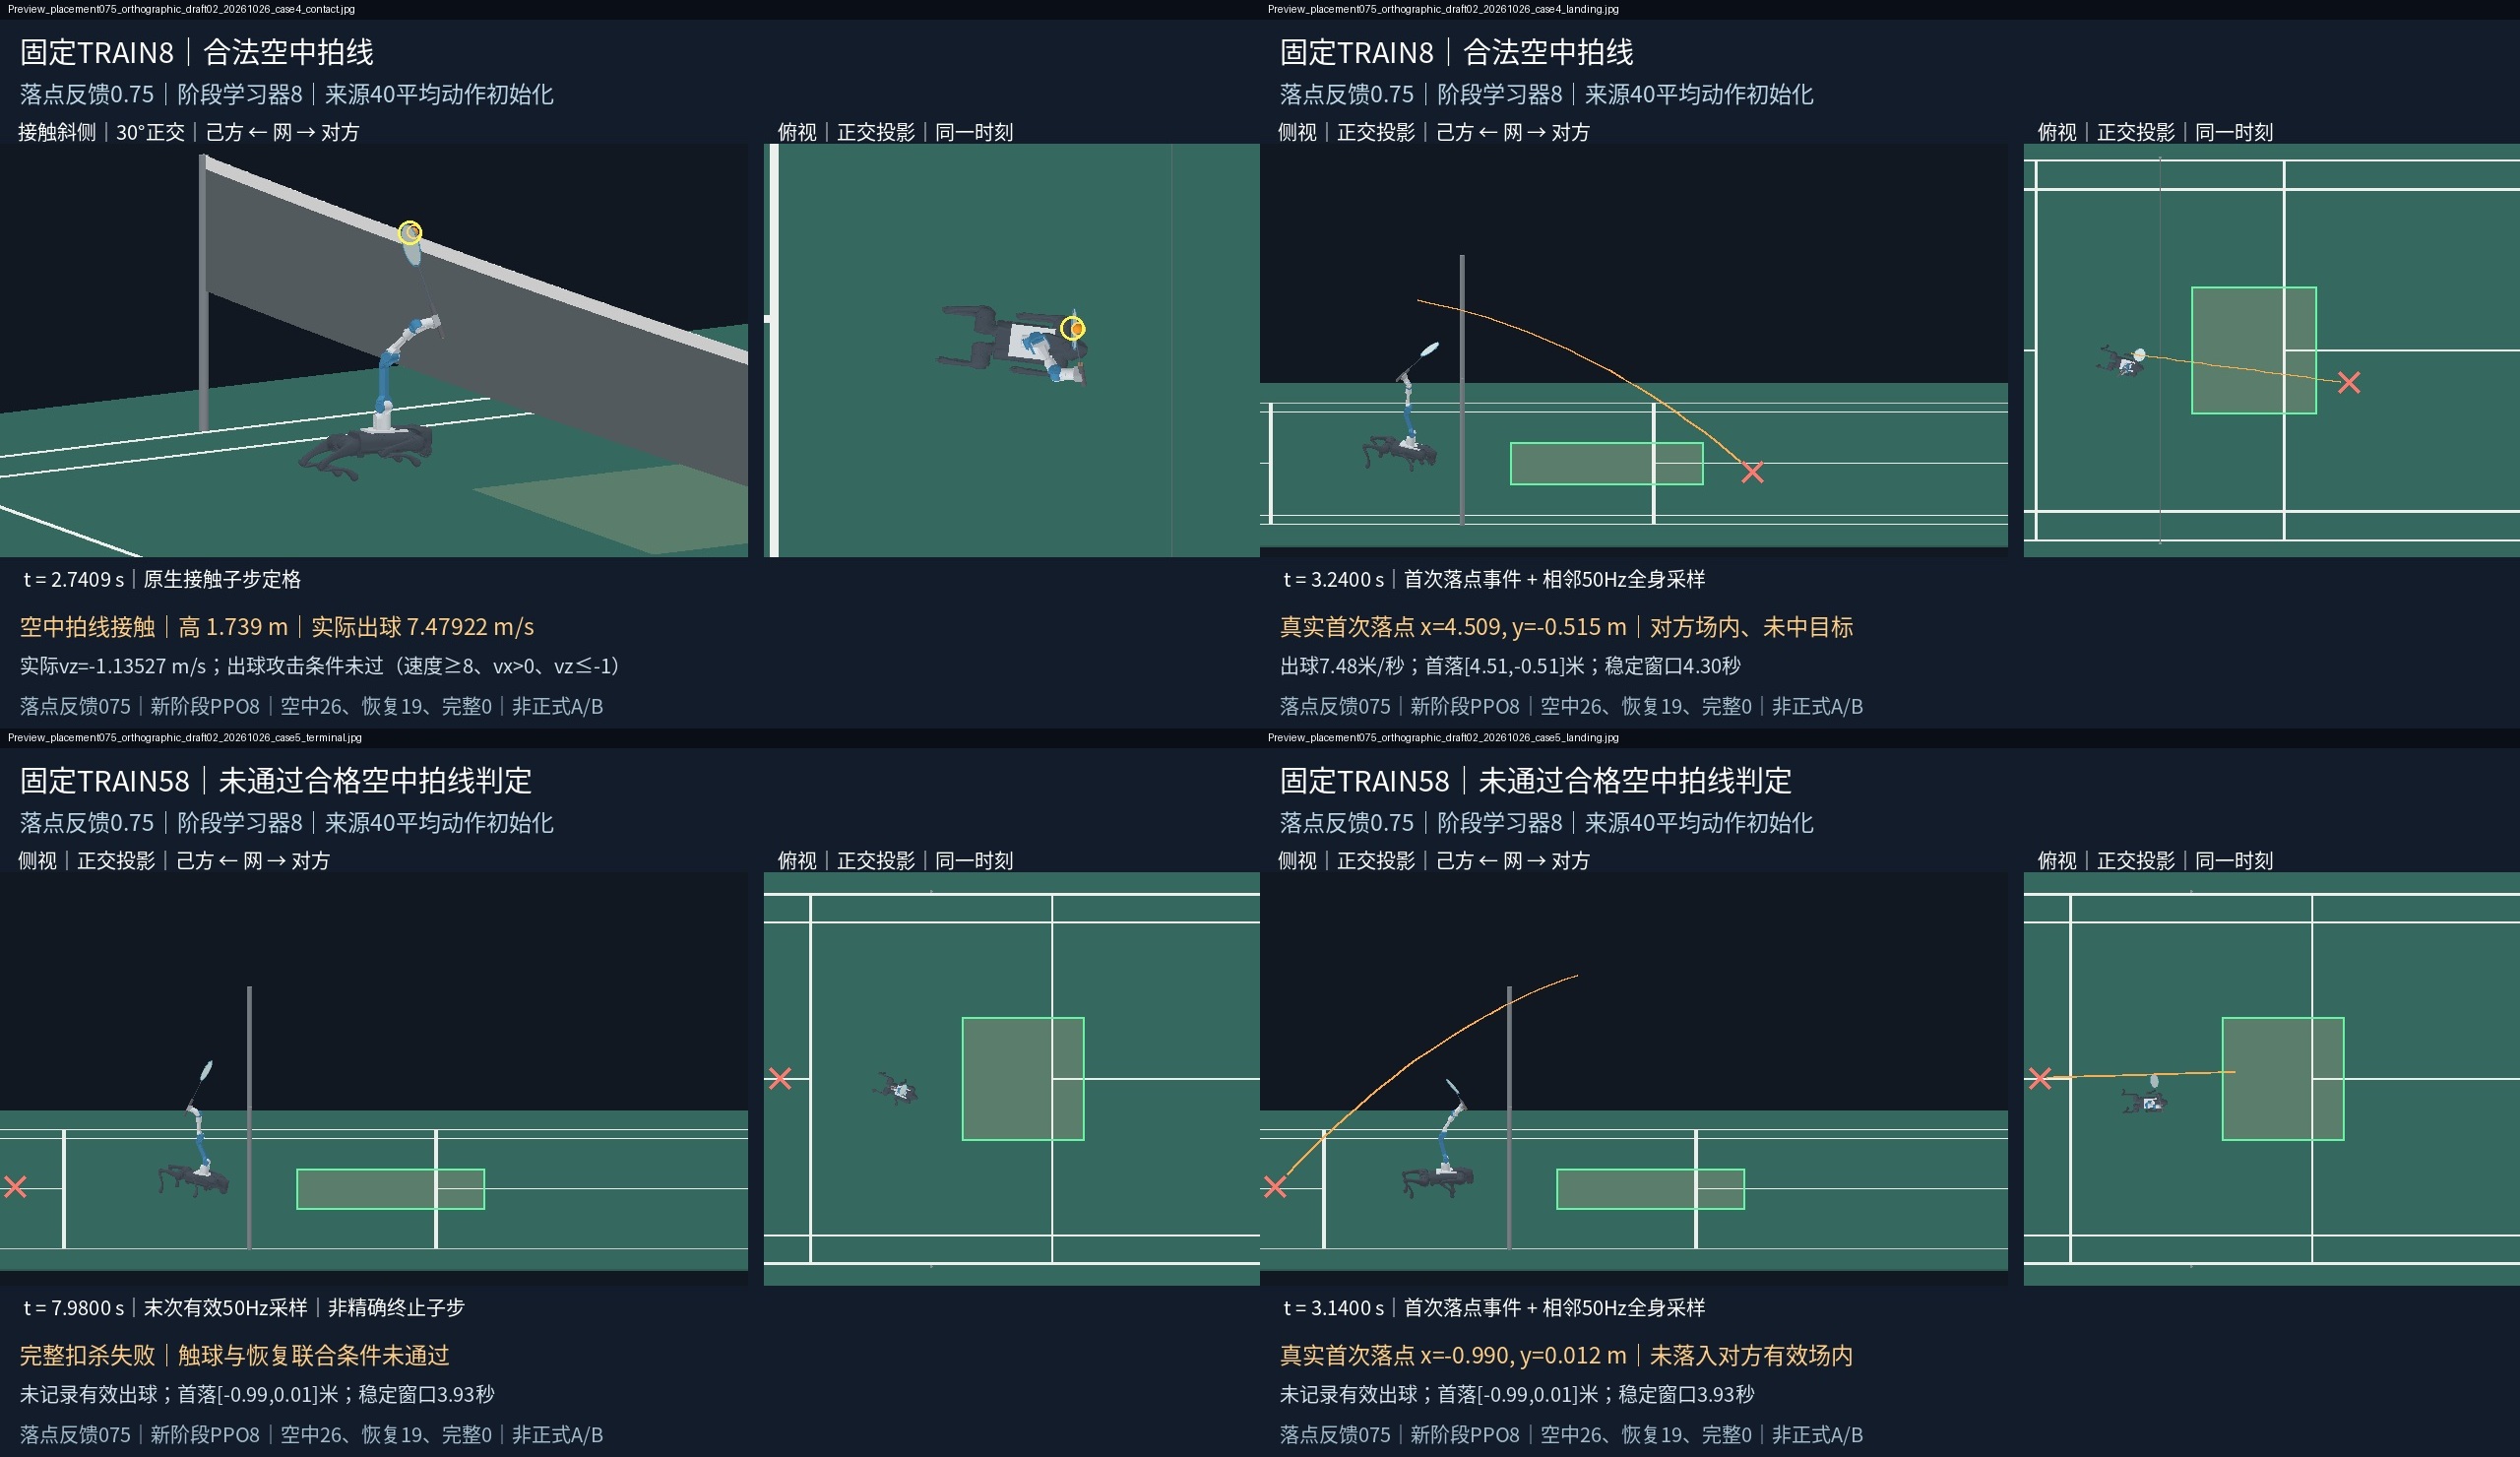 Preview_placement075_orthographic_draft02_20261026_case4_contact.jpg
固定TRAIN8｜合法空中拍线
落点反馈0.75｜阶段学习器8｜来源40平均动作初始化
接触斜侧｜30°正交｜己方 ← 网 → 对方
俯视｜正交投影｜同一时刻
t = 2.7409 s｜原生接触子步定格
空中拍线接触｜高 1.739 m｜实际出球 7.47922 m/s
实际vz=-1.13527 m/s；出球攻击条件未过（速度≥8、vx>0、vz≤-1）
落点反馈075｜新阶段PPO8｜空中26、恢复19、完整0｜非正式A/B
Preview_placement075_orthographic_draft02_20261026_case4_landing.jpg
固定TRAIN8｜合法空中拍线
落点反馈0.75｜阶段学习器8｜来源40平均动作初始化
侧视｜正交投影｜己方 ← 网 → 对方
俯视｜正交投影｜同一时刻
t = 3.2400 s｜首次落点事件 + 相邻50Hz全身采样
真实首次落点 x=4.509, y=-0.515 m｜对方场内、未中目标
出球7.48米/秒；首落[4.51,-0.51]米；稳定窗口4.30秒
落点反馈075｜新阶段PPO8｜空中26、恢复19、完整0｜非正式A/B
Preview_placement075_orthographic_draft02_20261026_case5_terminal.jpg
固定TRAIN58｜未通过合格空中拍线判定
落点反馈0.75｜阶段学习器8｜来源40平均动作初始化
侧视｜正交投影｜己方 ← 网 → 对方
俯视｜正交投影｜同一时刻
t = 7.9800 s｜末次有效50Hz采样｜非精确终止子步
完整扣杀失败｜触球与恢复联合条件未通过
未记录有效出球；首落[-0.99,0.01]米；稳定窗口3.93秒
落点反馈075｜新阶段PPO8｜空中26、恢复19、完整0｜非正式A/B
Preview_placement075_orthographic_draft02_20261026_case5_landing.jpg
固定TRAIN58｜未通过合格空中拍线判定
落点反馈0.75｜阶段学习器8｜来源40平均动作初始化
侧视｜正交投影｜己方 ← 网 → 对方
俯视｜正交投影｜同一时刻
t = 3.1400 s｜首次落点事件 + 相邻50Hz全身采样
真实首次落点 x=-0.990, y=0.012 m｜未落入对方有效场内
未记录有效出球；首落[-0.99,0.01]米；稳定窗口3.93秒
落点反馈075｜新阶段PPO8｜空中26、恢复19、完整0｜非正式A/B